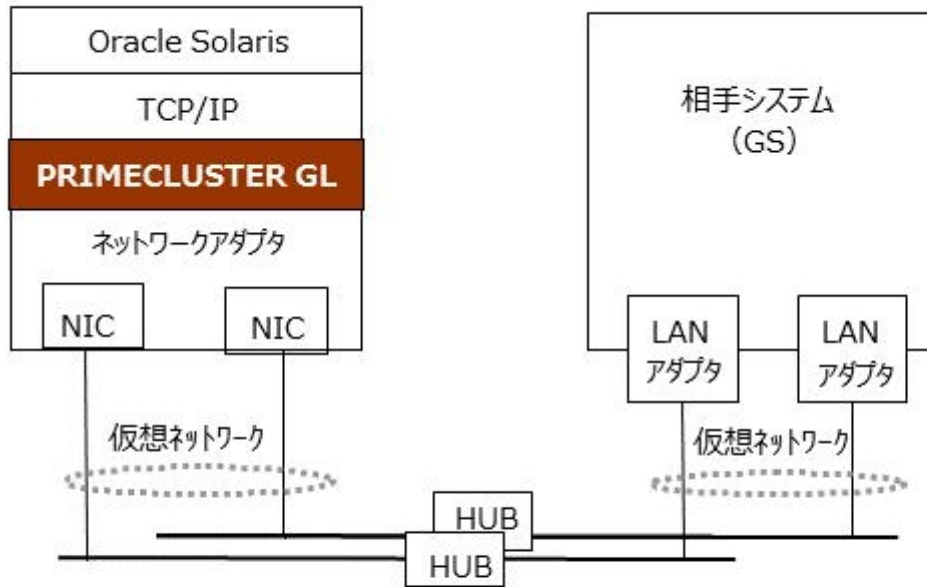 Oracle Solaris
TCP/IP
PRIMECLUSTER GL
ネットワークアダプタ
NIC
NIC
仮想ネットワーク
相手システム
(GS)
LAN
アダプタ
LAN
アダプタ
仮想ネットワーク
HUB
HUB